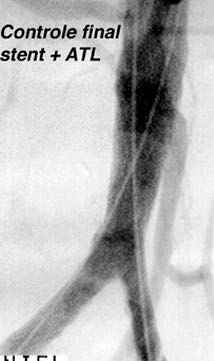 Controle final
stent + ATL